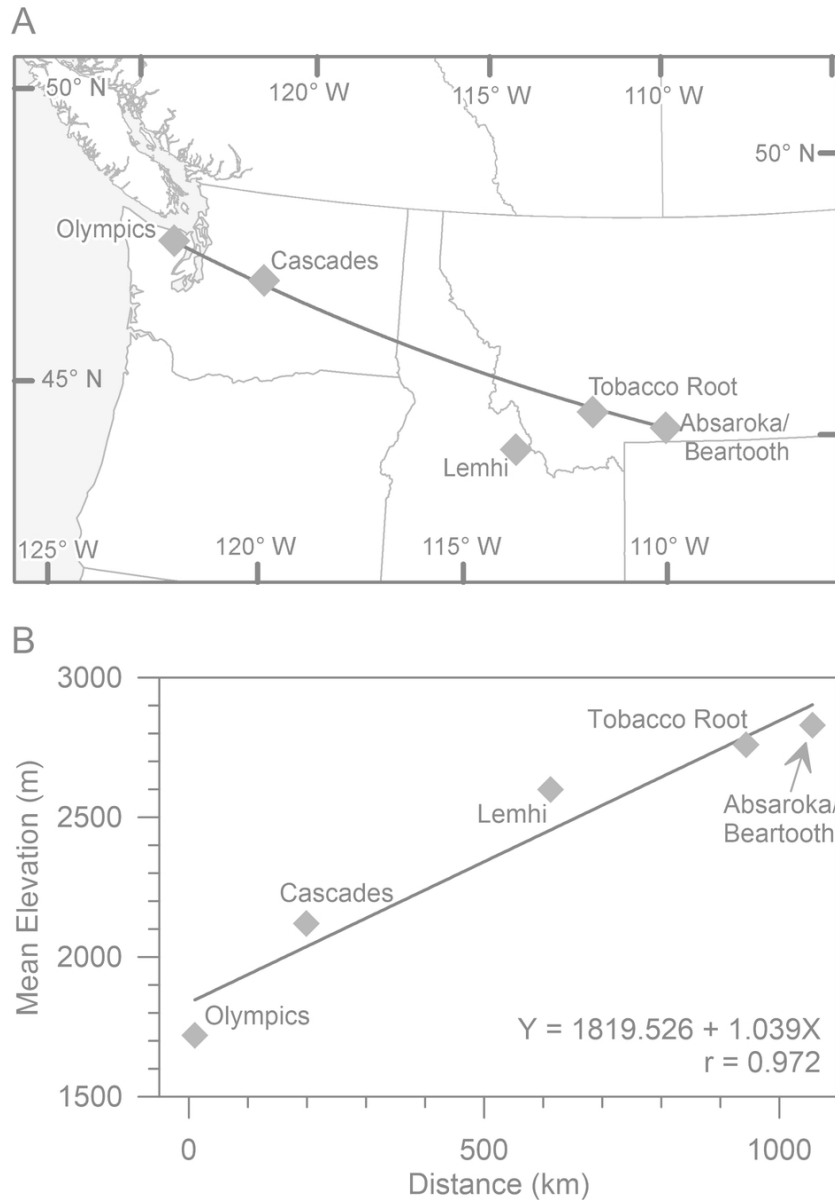 A
50° N
120° W
115° W
110° W
50° N
Olympics
Cascades
45° N
Tobacco Root
Absaroka/
Beartooth
Lemhi
125° W
120° W
115° W
110° W
B
3000
2500
2000
1500
Mean Elevation (m)
Tobacco Root
Lemhi
Absaroka/
Beartooth
Cascades
Olympics
Y = 1819.526 + 1.039X
r = 0.972
0
500
1000
Distance (km)